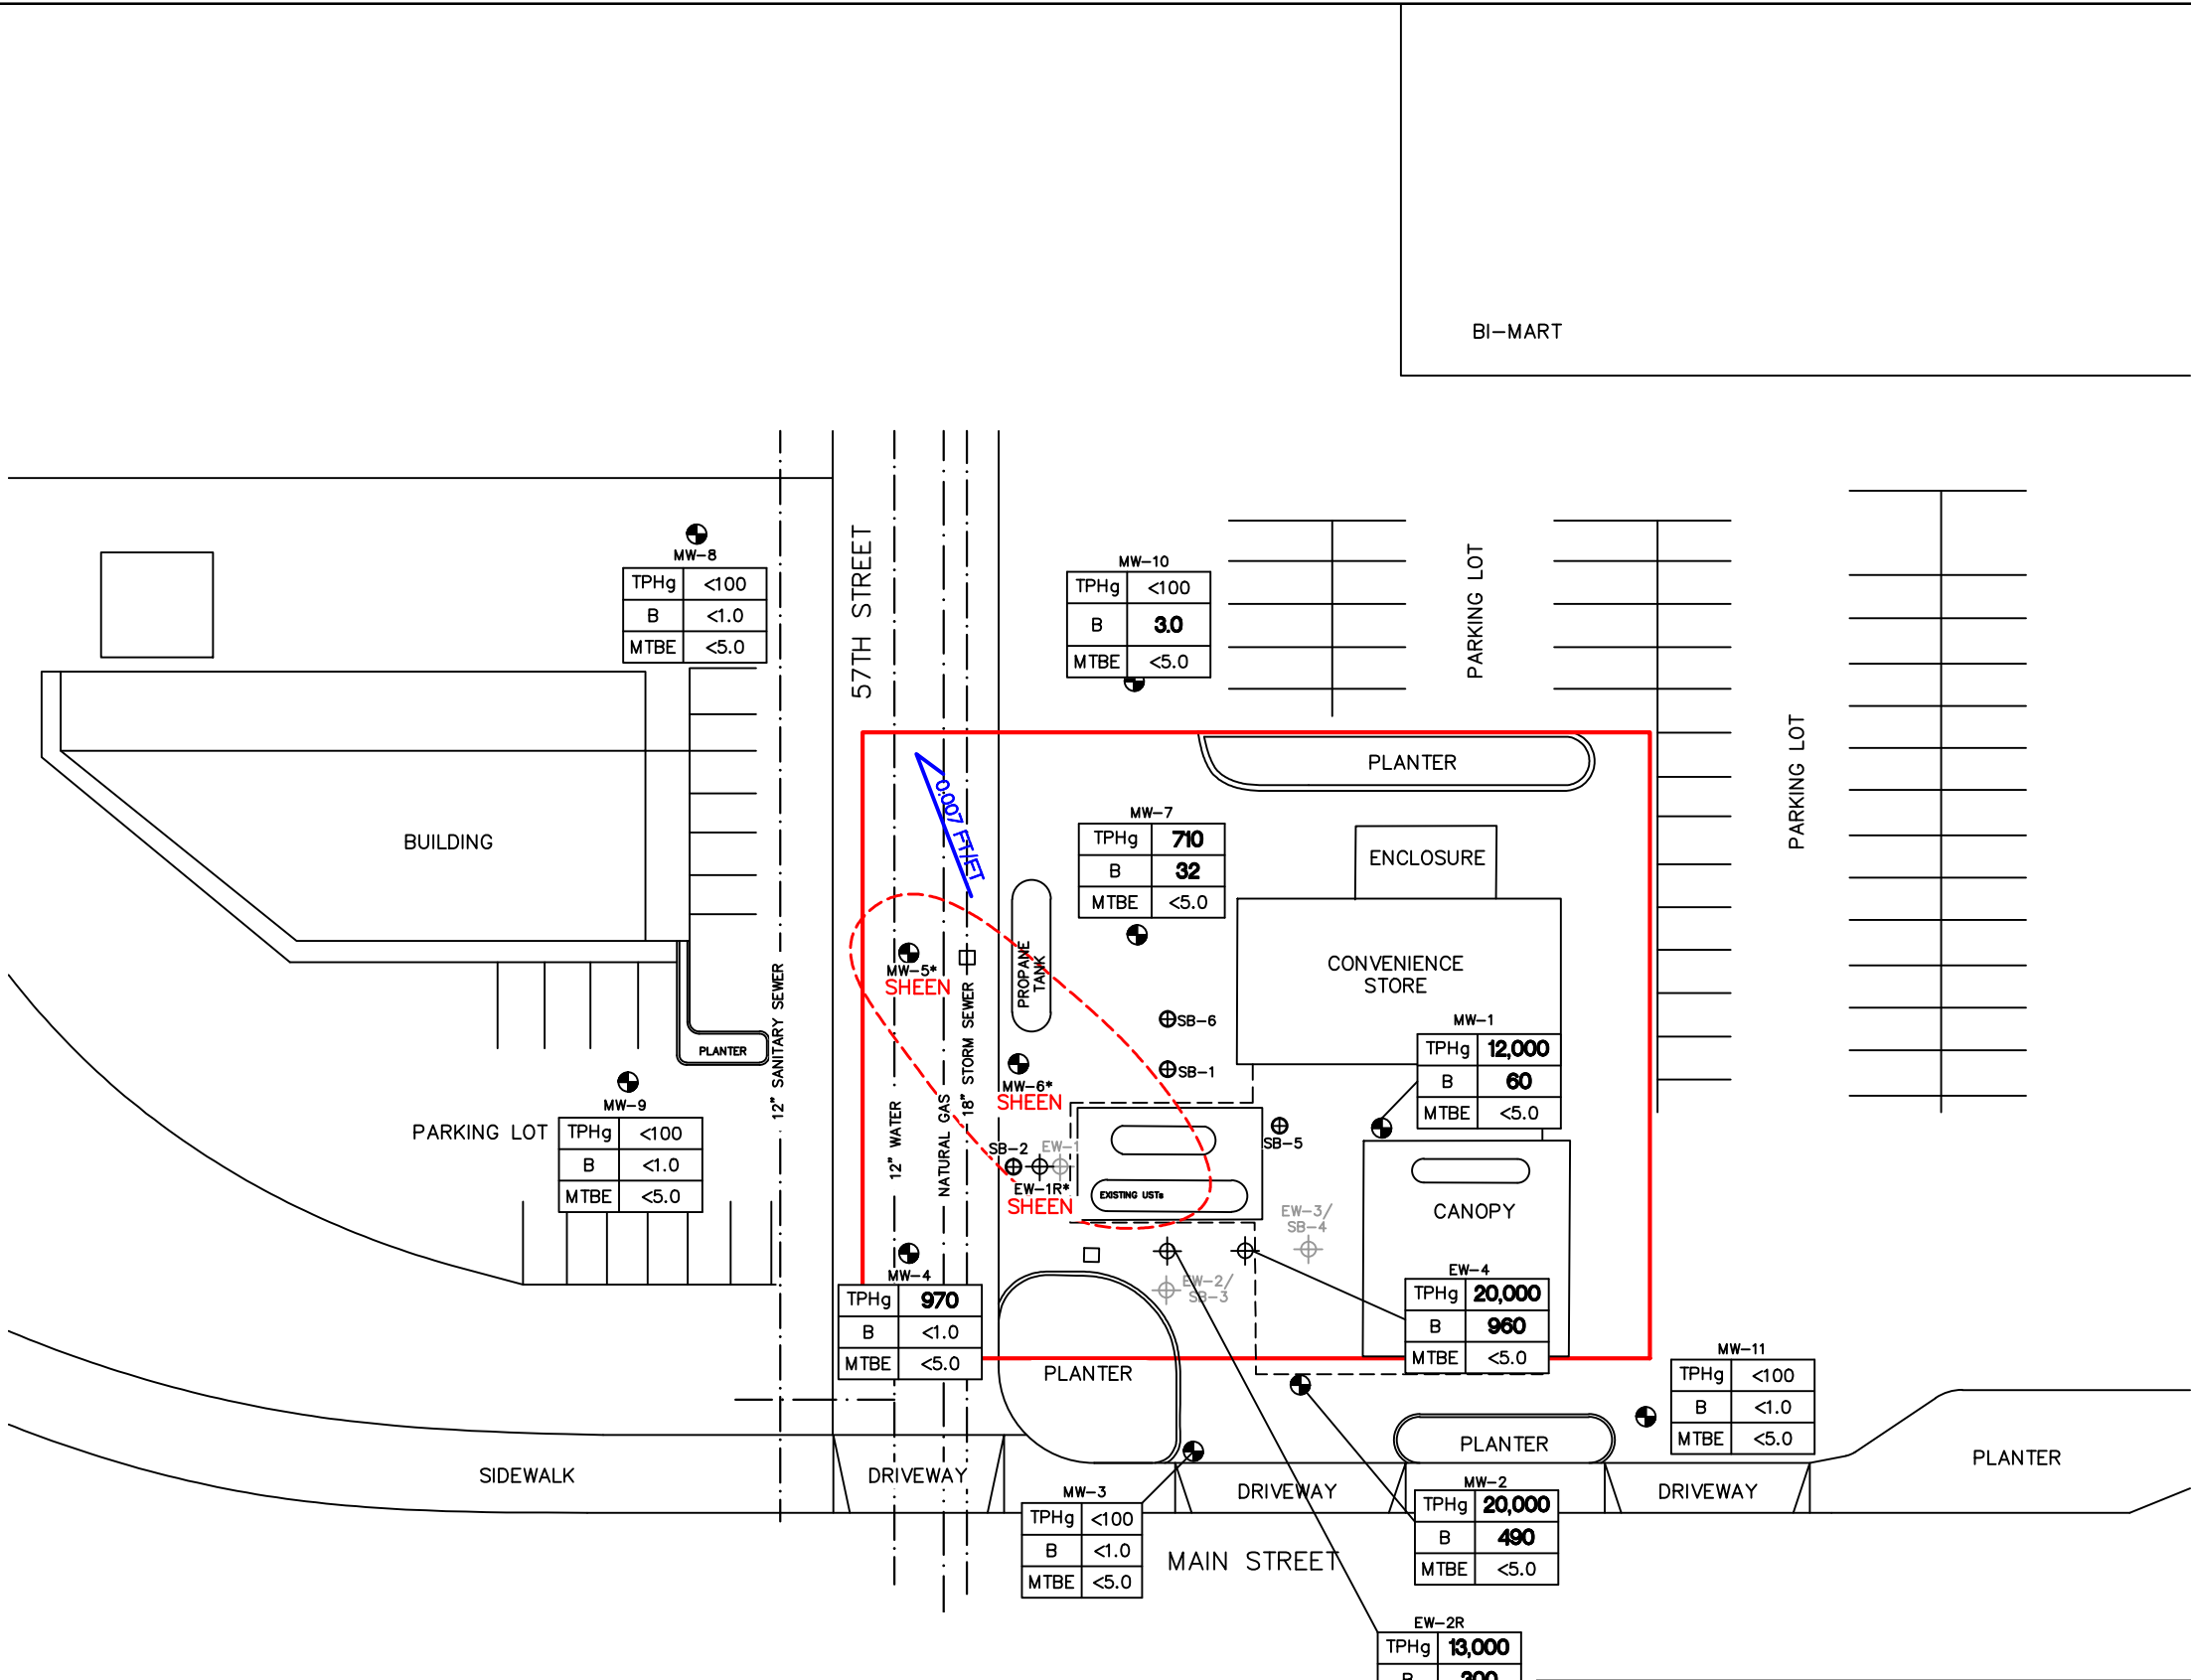 BI-MART
57TH STREET
PARKING LOT
PARKING LOT
MW-8
TPHg <100
B <1.0
MTBE <5.0
MW-10
TPHg <100
B 3.0
MTBE <5.0
PLANTER
0.007 FT/FT
MW-7
TPHg 710
B 32
MTBE <5.0
BUILDING
ENCLOSURE
CONVENIENCE
STORE
MW-5*
SHEEN
PROPANE
TANK
12" SANITARY SEWER
12" WATER
NATURAL GAS
18" STORM SEWER
PLANTER
SB-6
SB-1
MW-1
TPHg 12,000
B 60
MTBE <5.0
MW-6*
SHEEN
MW-9
TPHg <100
B <1.0
MTBE <5.0
PARKING LOT
SB-2
EW-1
SB-5
EW-1R*
SHEEN
EXISTING USTs
CANOPY
EW-3/
SB-4
EW-2/
SB-3
MW-4
TPHg 970
B <1.0
MTBE <5.0
EW-4
TPHg 20,000
B 960
MTBE <5.0
PLANTER
MW-11
TPHg <100
B <1.0
MTBE <5.0
PLANTER
PLANTER
SIDEWALK
DRIVEWAY
DRIVEWAY
DRIVEWAY
MW-3
TPHg <100
B <1.0
MTBE <5.0
MW-2
TPHg 20,000
B 490
MTBE <5.0
MAIN STREET
EW-2R
TPHg 13,000
B 300